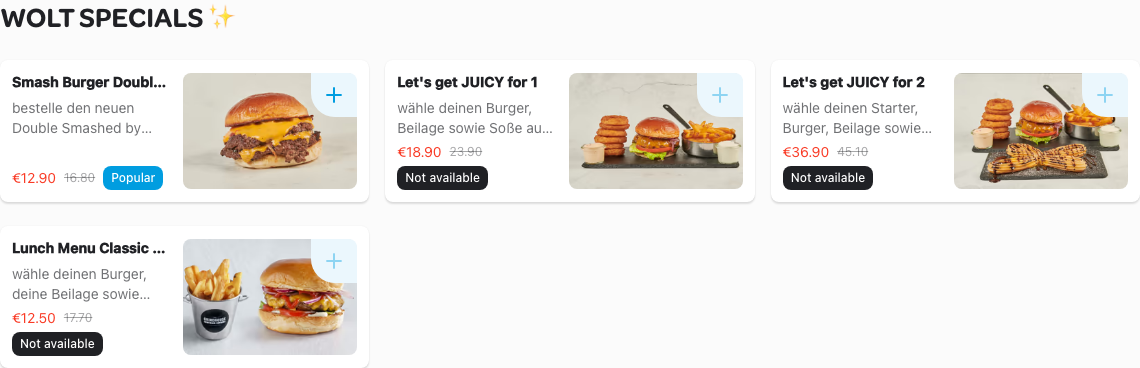 WOLT SPECIALS ✨
Smash Burger Doubl...
bestelle den neuen
Double Smashed by...
€12.90 16.80 Popular
Let's get JUICY for 1
wähle deinen Burger,
Beilage sowie Soße au...
€18.90 23.90
Not available
Let's get JUICY for 2
wähle deinen Starter,
Burger, Beilage sowie...
€36.90 45.10
Not available
Lunch Menu Classic ...
wähle deinen Burger,
deine Beilage sowie...
€12.50 17.70
Not available